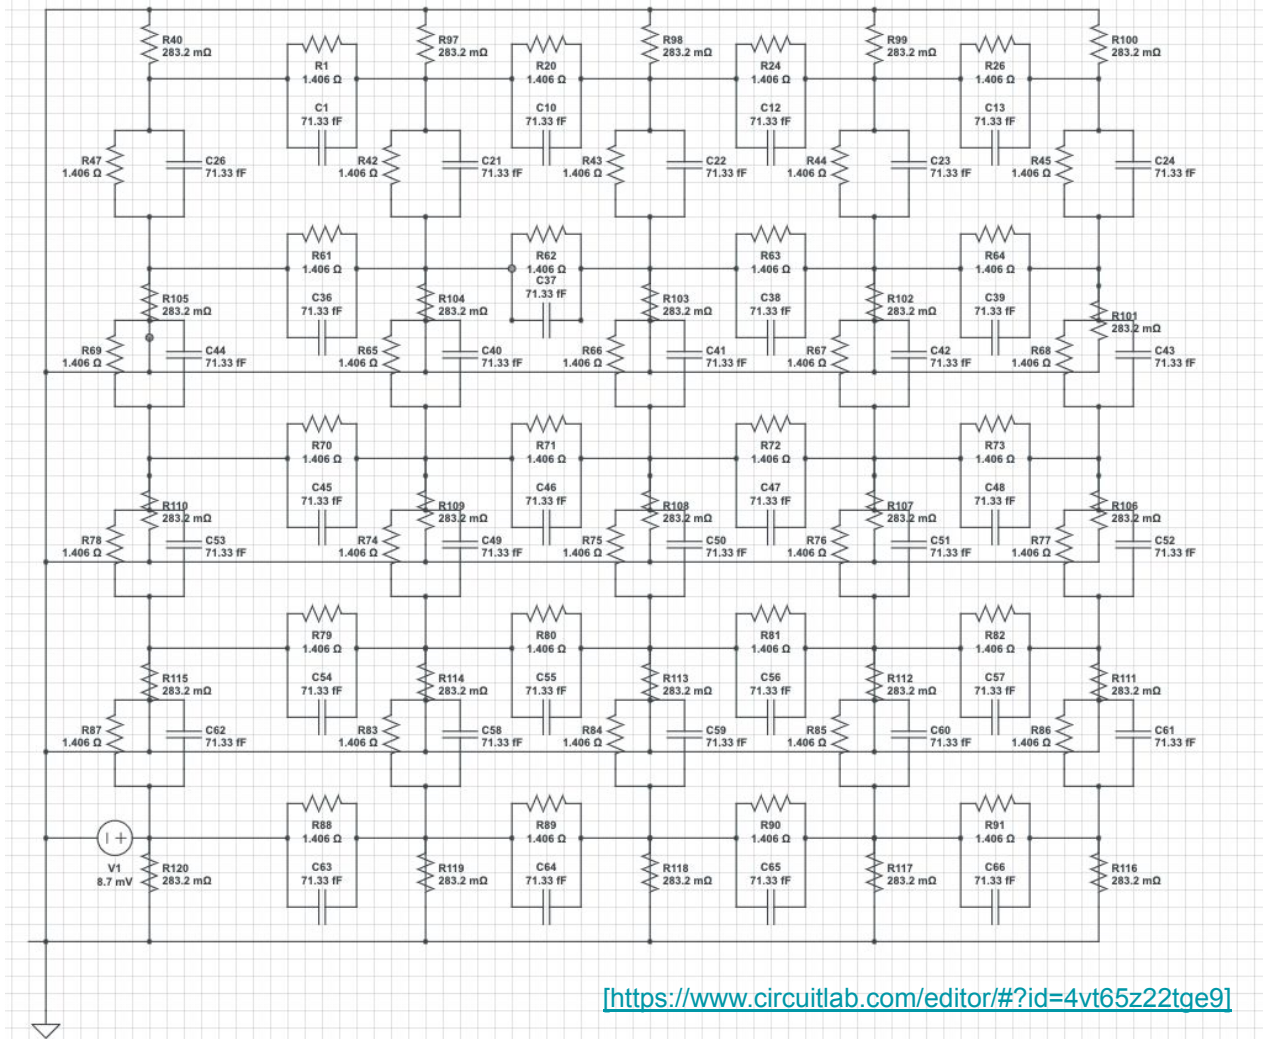 R40
283.2 mΩ
R97
283.2 mΩ
R98
283.2 mΩ
R99
283.2 mΩ
R100
283.2 mΩ
R1
1.406 Ω
R20
1.406 Ω
R24
1.406 Ω
R26
1.406 Ω
C1
71.33 fF
C10
71.33 fF
C12
71.33 fF
C13
71.33 fF
R47
1.406 Ω
C26
71.33 fF
R42
1.406 Ω
C21
71.33 fF
R43
1.406 Ω
C22
71.33 fF
R44
1.406 Ω
C23
71.33 fF
R45
1.406 Ω
C24
71.33 fF
R61
1.406 Ω
R62
1.406 Ω
R63
1.406 Ω
R64
1.406 Ω
C36
71.33 fF
C37
71.33 fF
C38
71.33 fF
C39
71.33 fF
R105
283.2 mΩ
R104
283.2 mΩ
R103
283.2 mΩ
R102
283.2 mΩ
R101
283.2 mΩ
R69
1.406 Ω
C44
71.33 fF
R65
1.406 Ω
C40
71.33 fF
R66
1.406 Ω
C41
71.33 fF
R67
1.406 Ω
C42
71.33 fF
R68
1.406 Ω
C43
71.33 fF
R70
1.406 Ω
R71
1.406 Ω
R72
1.406 Ω
R73
1.406 Ω
C45
71.33 fF
C46
71.33 fF
C47
71.33 fF
C48
71.33 fF
R110
283.2 mΩ
R109
283.2 mΩ
R108
283.2 mΩ
R107
283.2 mΩ
R106
283.2 mΩ
R78
1.406 Ω
C53
71.33 fF
R74
1.406 Ω
C49
71.33 fF
R75
1.406 Ω
C50
71.33 fF
R76
1.406 Ω
C51
71.33 fF
R77
1.406 Ω
C52
71.33 fF
R79
1.406 Ω
R80
1.406 Ω
R81
1.406 Ω
R82
1.406 Ω
C54
71.33 fF
C55
71.33 fF
C56
71.33 fF
C57
71.33 fF
R115
283.2 mΩ
R114
283.2 mΩ
R113
283.2 mΩ
R112
283.2 mΩ
R111
283.2 mΩ
R87
1.406 Ω
C62
71.33 fF
R83
1.406 Ω
C58
71.33 fF
R84
1.406 Ω
C59
71.33 fF
R85
1.406 Ω
C60
71.33 fF
R86
1.406 Ω
C61
71.33 fF
R88
1.406 Ω
R89
1.406 Ω
R90
1.406 Ω
R91
1.406 Ω
V1
8.7 mV
R120
283.2 mΩ
C63
71.33 fF
R119
283.2 mΩ
C64
71.33 fF
R118
283.2 mΩ
C65
71.33 fF
R117
283.2 mΩ
C66
71.33 fF
R116
283.2 mΩ
[https://www.circuitlab.com/editor/#?id=4vt65z22tge9]